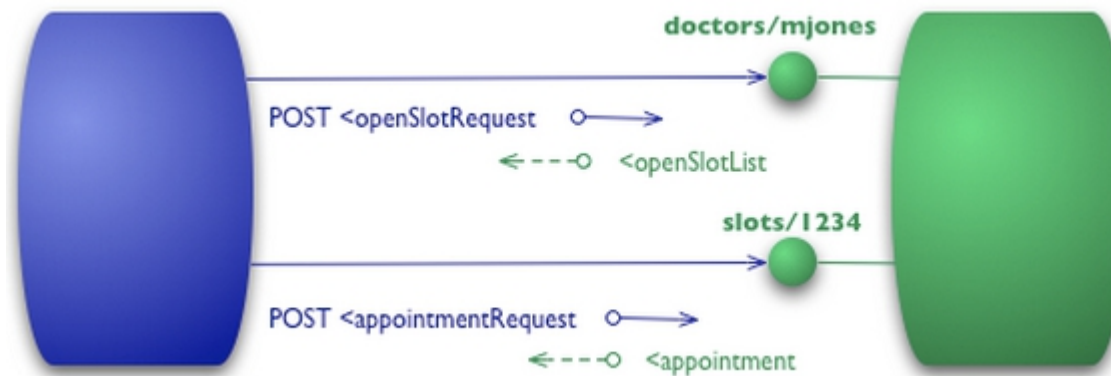 doctors/mjones
POST <openSlotRequest
<openSlotList
slots/1234
POST <appointmentRequest
<appointment